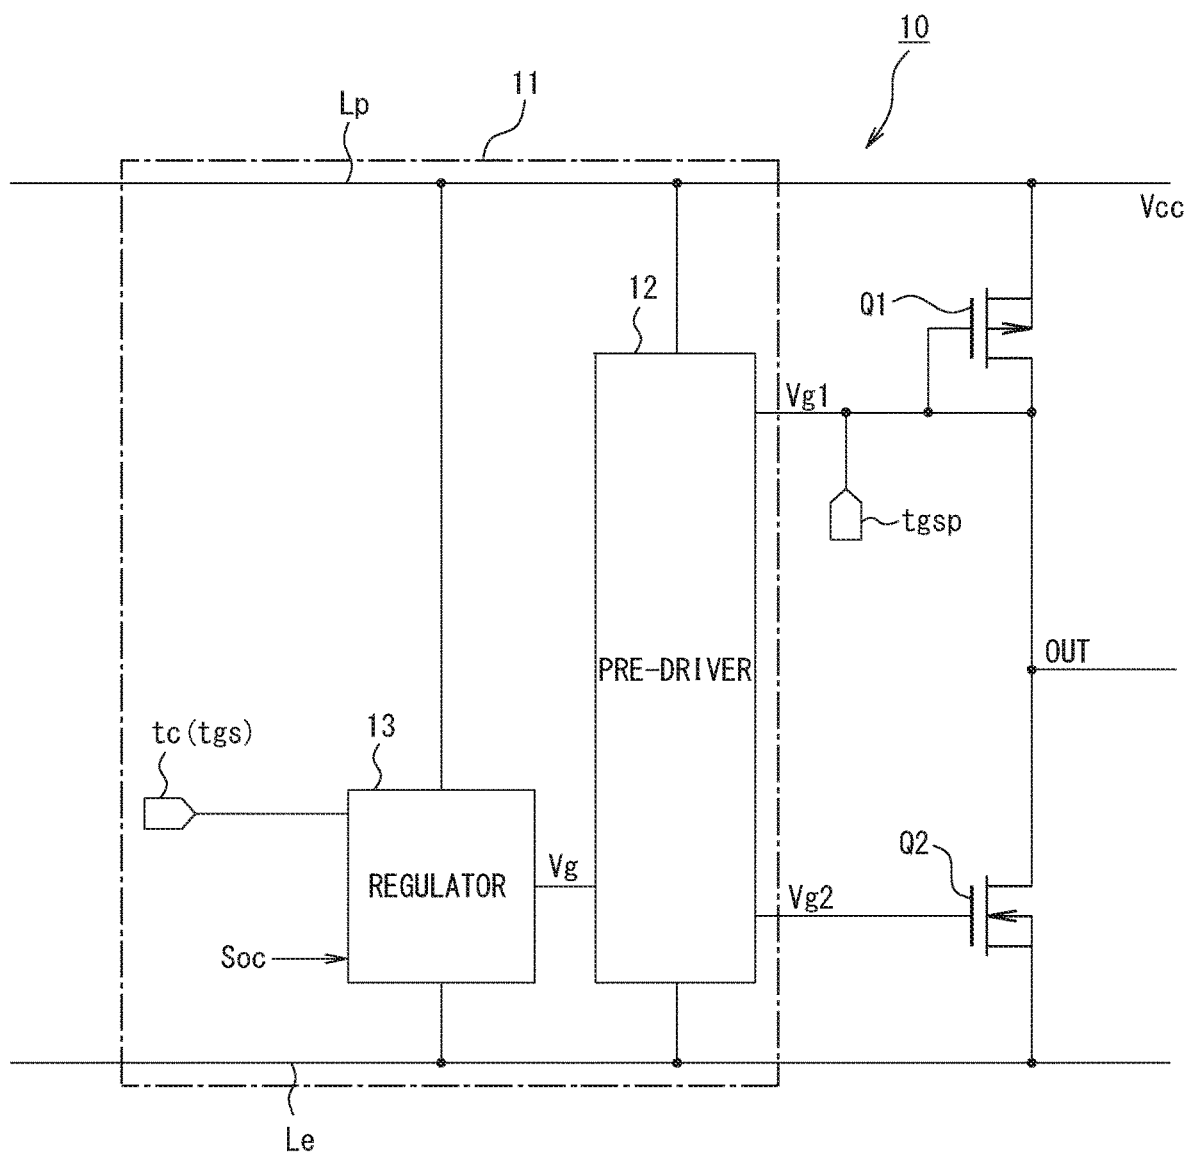 10
11
Lp
Vcc
12
Q1
Vg1
tgsp
OUT
PRE-DRIVER
tc(tgs)
13
Q2
Vg
REGULATOR
Vg2
Soc
Le